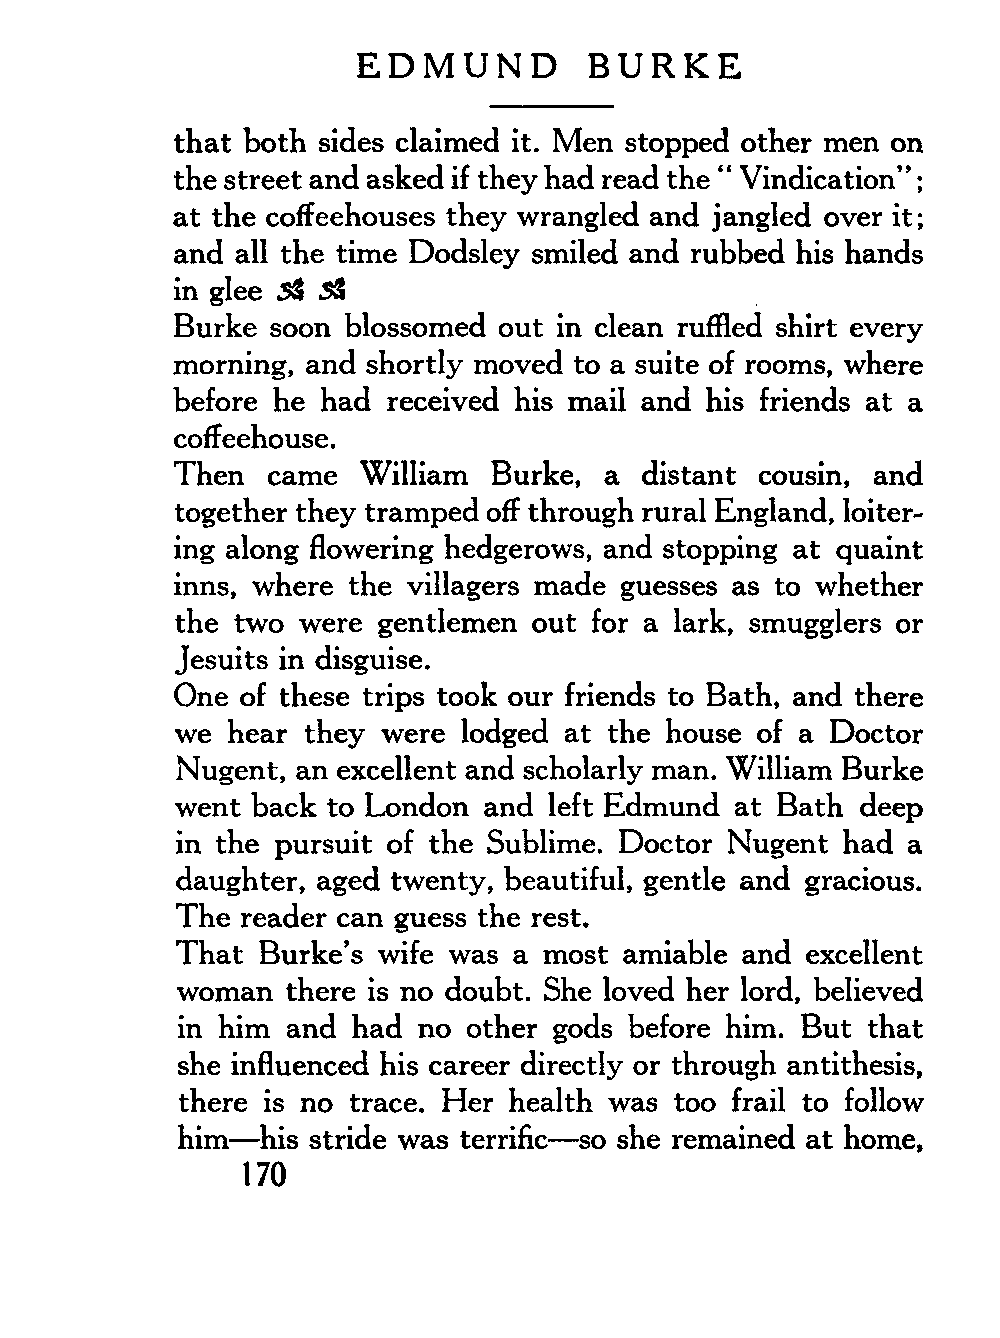 EDMUND BURKE
that both sides claimed it. Men stopped other men on
the street and asked if they had read the " Vindication";
at the coffeehouses they wrangled and jangled over it;
and all the time Dodsley smiled and rubbed his hands
in glee
Burke soon blossomed out in clean ruffled shirt every
morning, and shortly moved to a suite of rooms, where
before he had received his mail and his friends at a
coffeehouse.
Then came William Burke, a distant cousin, and
together they tramped off through rural England, loiter-
ing along flowering hedgerows, and stopping at quaint
inns, where the villagers made guesses as to whether
the two were gentlemen out for a lark, smugglers or
Jesuits in disguise.
One of these trips took our friends to Bath, and there
we hear they were lodged at the house of a Doctor
Nugent, an excellent and scholarly man. William Burke
went back to London and left Edmund at Bath deep
in the pursuit of the Sublime. Doctor Nugent had a
daughter, aged twenty, beautiful, gentle and gracious.
The reader can guess the rest.
That Burke's wife was a most amiable and excellent
woman there is no doubt. She loved her lord, believed
in him and had no other gods before him. But that
she influenced his career directly or through antithesis,
there is no trace. Her health was too frail to follow
him—his stride was terrific—so she remained at home,
170